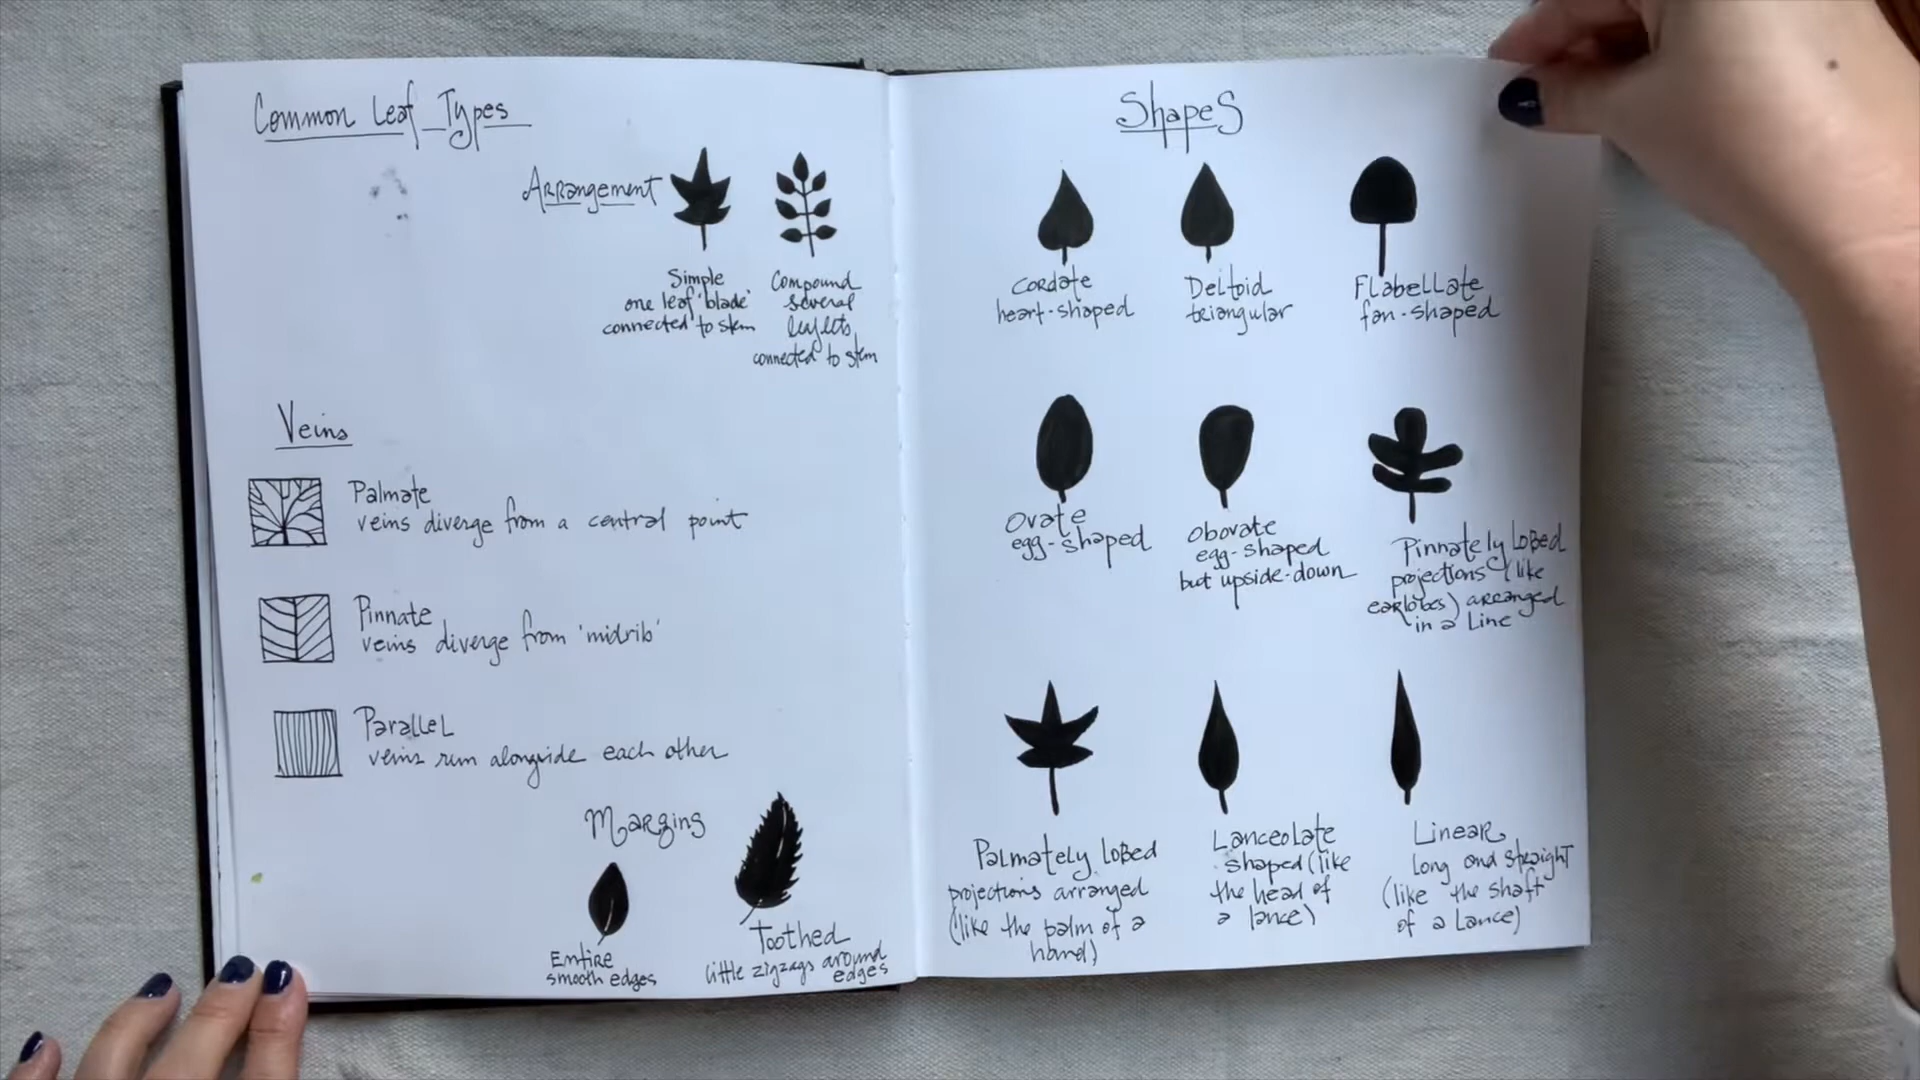 Common Leaf Types
Arrangement
Simple
one leaf 'blade'
connected to stem
Compound
several
leaflets
connected to stem
Veins
Palmate
veins diverge from a central point
Pinnate
veins diverge from 'midrib'
Parallel
veins run alongside each other
Margins
Entire
smooth edges
Toothed
little zigzags around
edges
Shapes
Cordate
heart-shaped
Deltoid
triangular
Flabellate
fan-shaped
Ovate
egg-shaped
Obovate
egg-shaped
but upside-down
Pinnately Lobed
projections (like
earlobes) arranged
in a line
Palmately Lobed
projections arranged
(like the palm of a
hand)
Lanceolate
shaped (like
the head of
a lance)
Linear
long and straight
(like the shaft
of a lance)